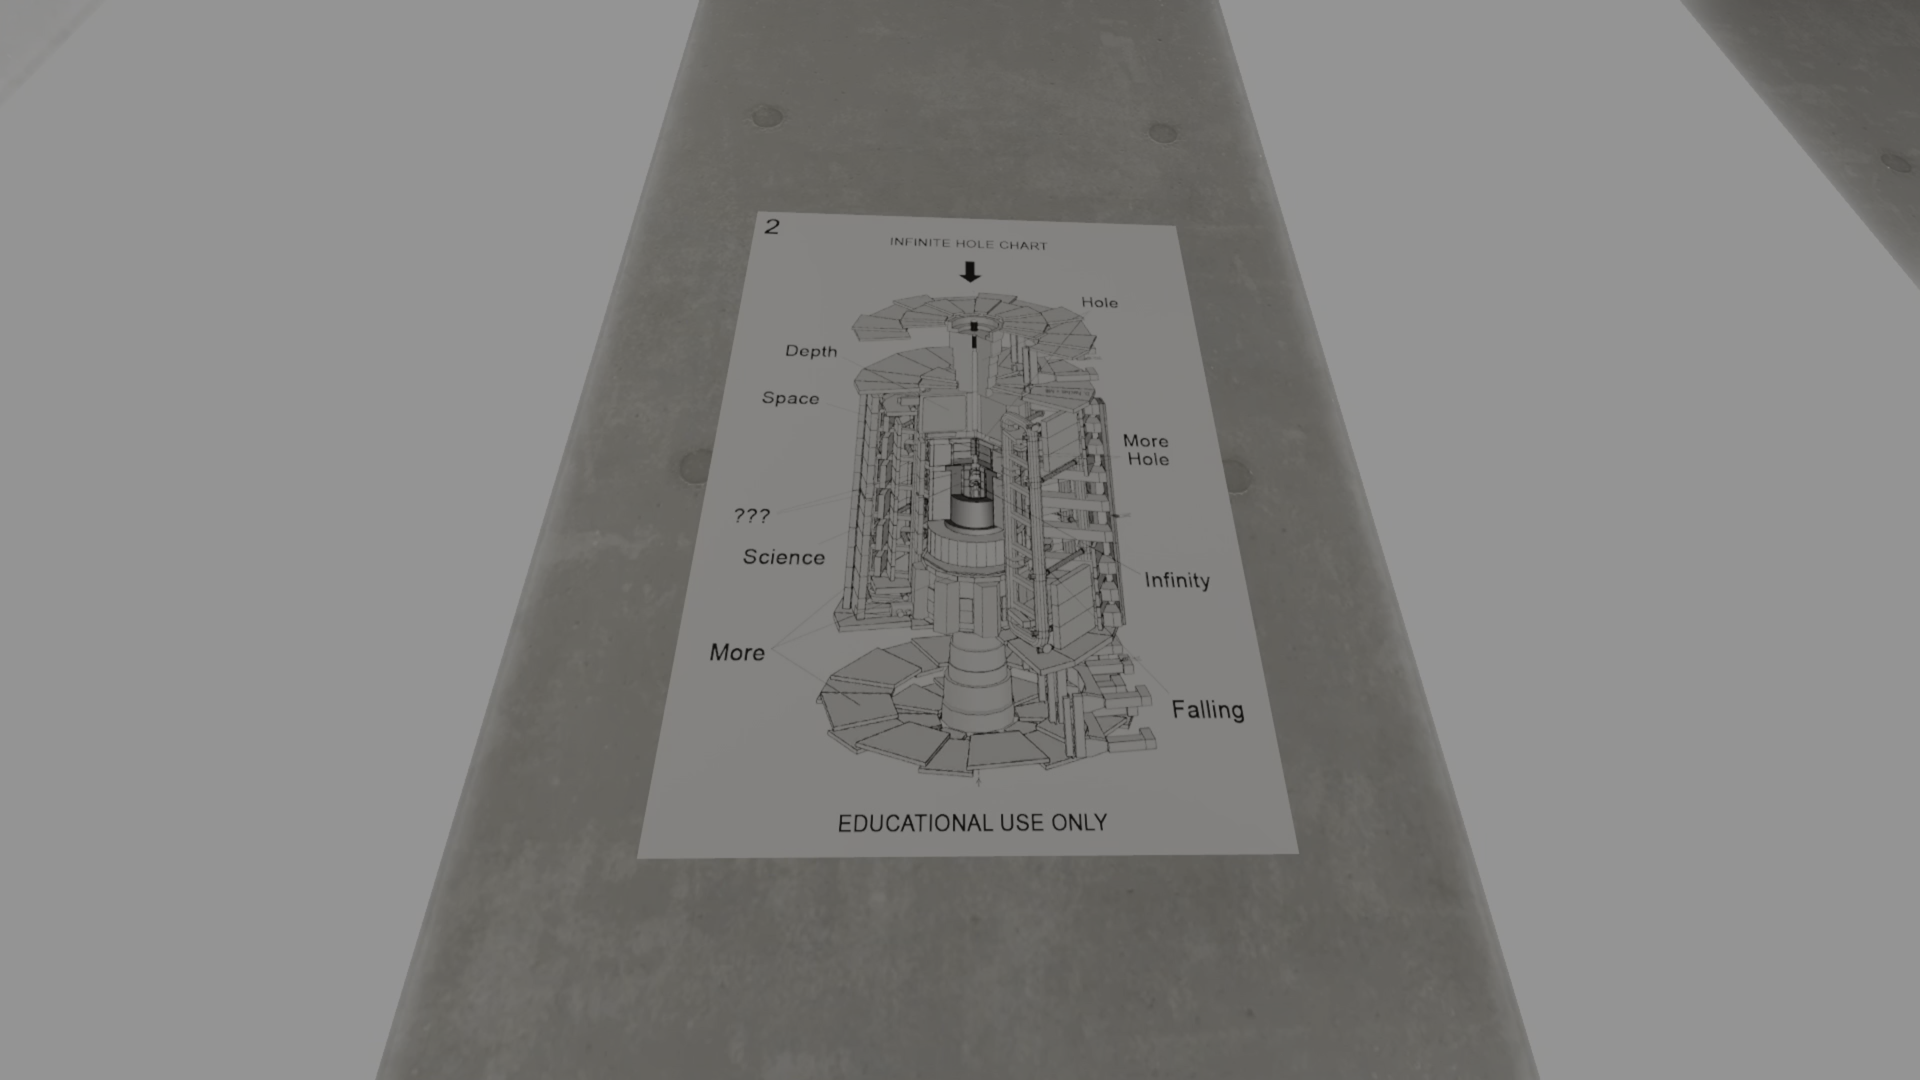 2
INFINITE HOLE CHART
Hole
Depth
Space
More
Hole
???
Science
Infinity
More
Falling
EDUCATIONAL USE ONLY